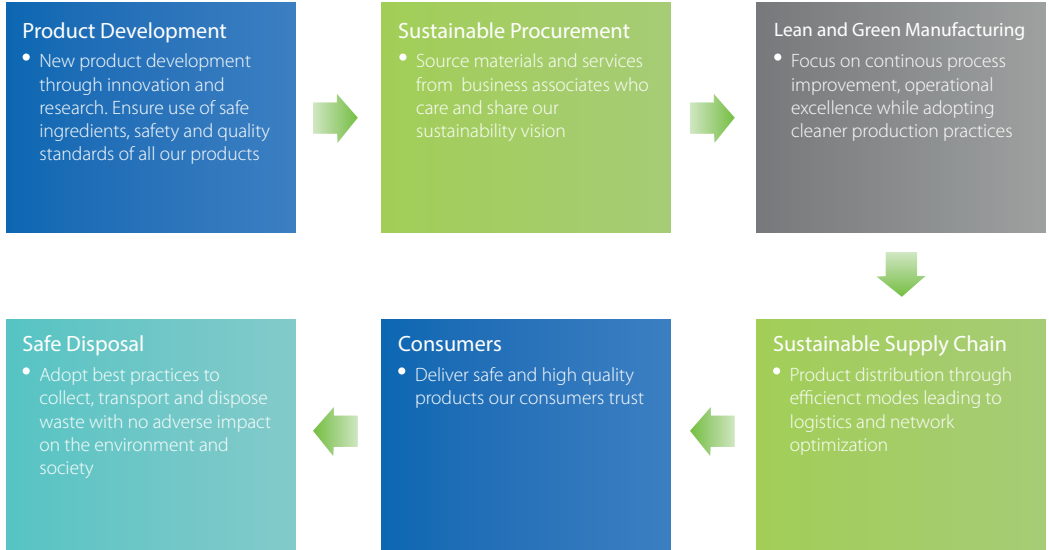 Product Development
• New product development
through innovation and
research. Ensure use of safe
ingredients, safety and quality
standards of all our products
Sustainable Procurement
• Source materials and services
from business associates who
care and share our
sustainability vision
Lean and Green Manufacturing
• Focus on continous process
improvement, operational
excellence while adopting
cleaner production practices
Sustainable Supply Chain
• Product distribution through
efficienct modes leading to
logistics and network
optimization
Consumers
• Deliver safe and high quality
products our consumers trust
Safe Disposal
• Adopt best practices to
collect, transport and dispose
waste with no adverse impact
on the environment and
society